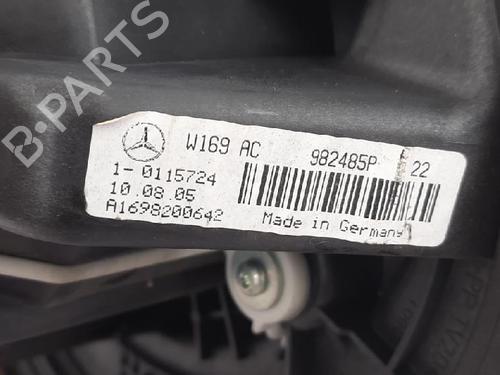 B-PARTS
W169 AC 982485P 22
1-0115724
10.08.05
A1698200642
Made in Germany